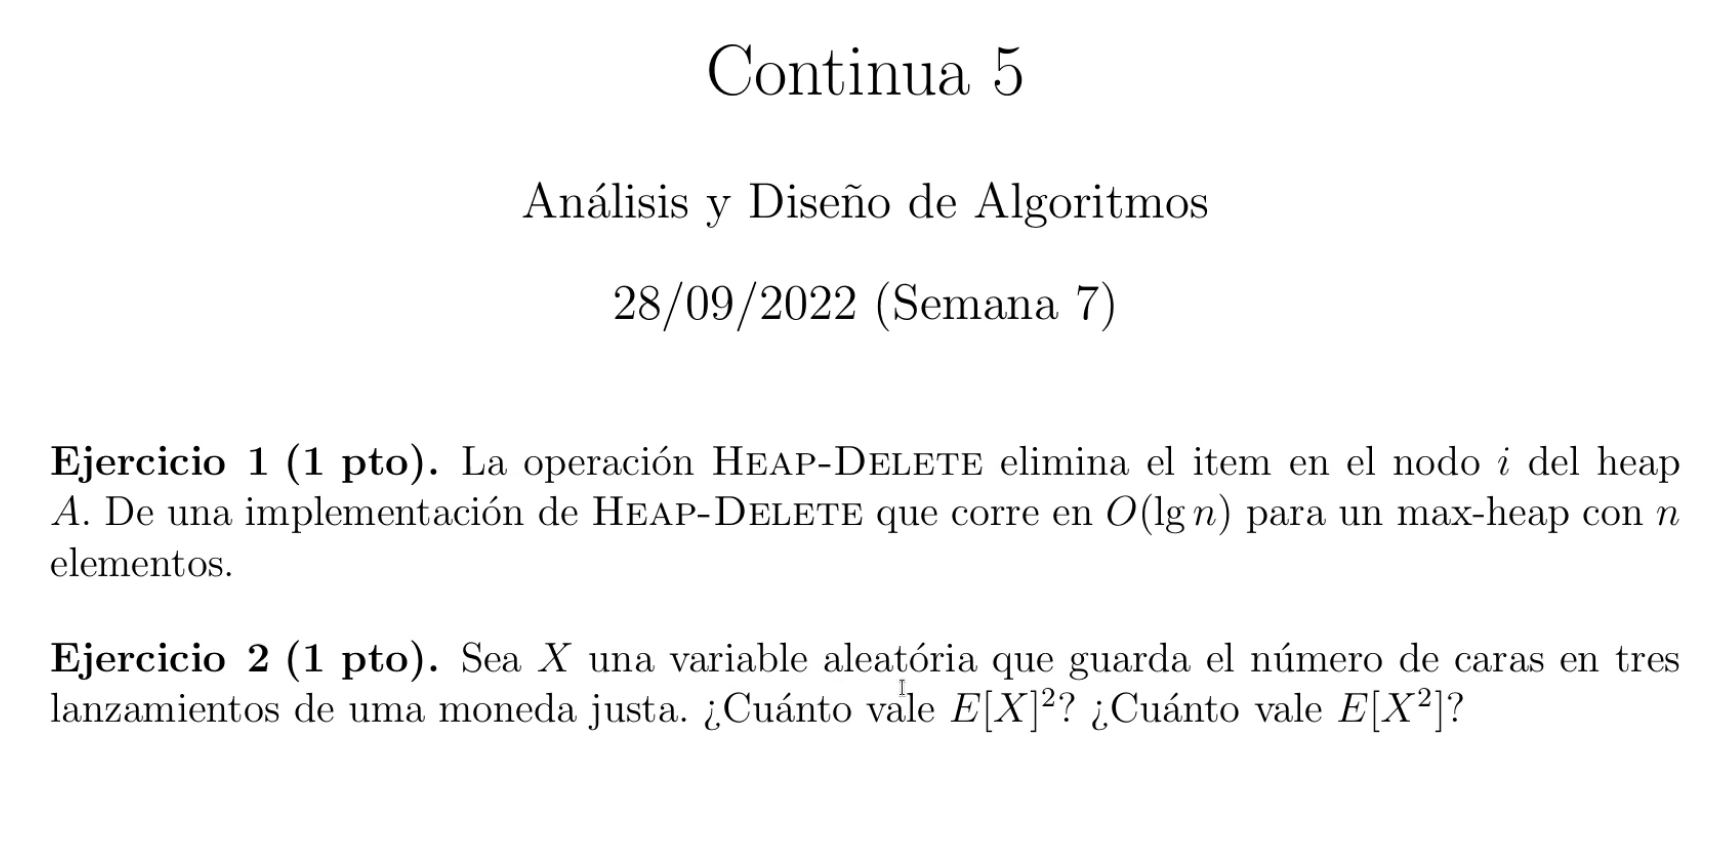 Continua 5
Análisis y Diseño de Algoritmos
28/09/2022 (Semana 7)
Ejercicio 1 (1 pto). La operación HEAP-DELETE elimina el item en el nodo i del heap
A. De una implementación de HEAP-DELETE que corre en O(lg n) para un max-heap con n
elementos.
Ejercicio 2 (1 pto). Sea X una variable aleatória que guarda el número de caras en tres
lanzamientos de uma moneda justa. ¿Cuánto vale E[X]²? ¿Cuánto vale E[X²]?